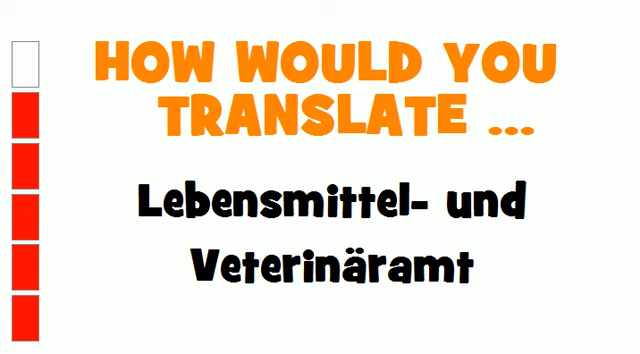 HOW WOULD YOU
TRANSLATE ...
Lebensmittel- und
Veterinäramt